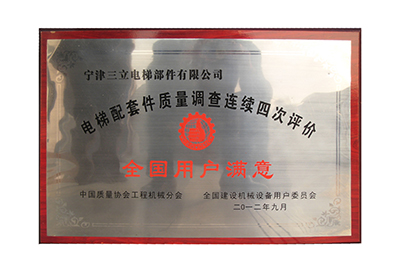 宁津三立电梯部件有限公司
电梯配套件质量调查连续四次评价
全国用户满意
中国质量协会工程机械分会 全国建设机械设备用户委员会
二O一二年九月